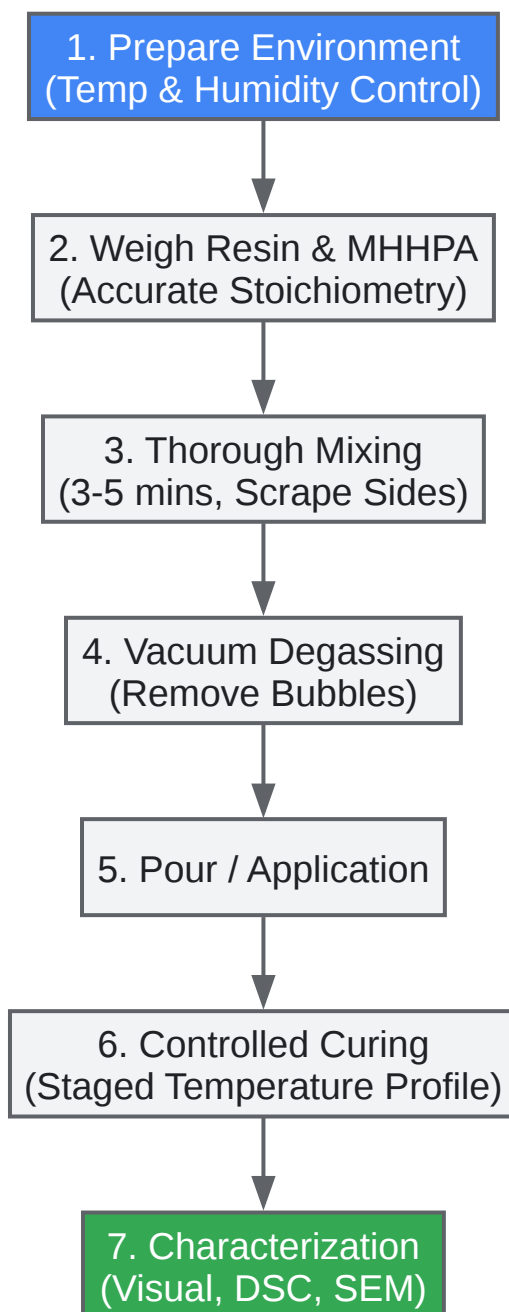 1. Prepare Environment
(Temp & Humidity Control)
2. Weigh Resin & MHHPA
(Accurate Stoichiometry)
3. Thorough Mixing
(3-5 mins, Scrape Sides)
4. Vacuum Degassing
(Remove Bubbles)
5. Pour / Application
6. Controlled Curing
(Staged Temperature Profile)
7. Characterization
(Visual, DSC, SEM)